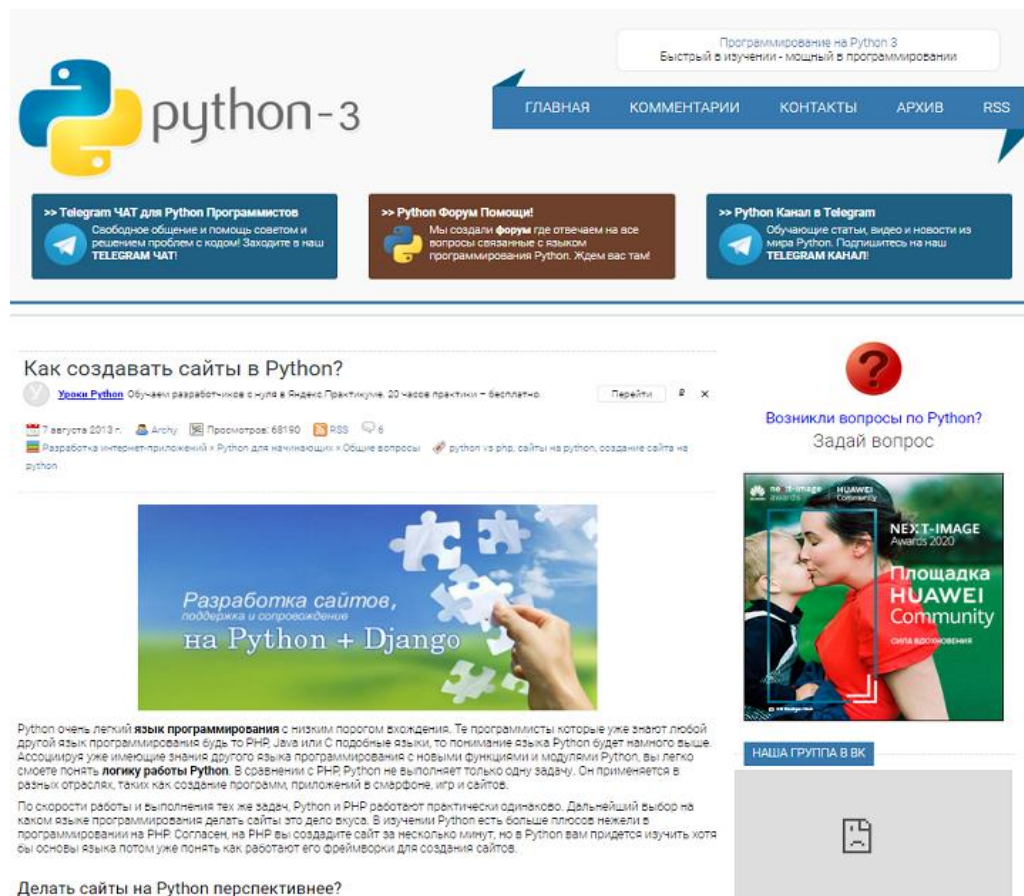 Программирование на Python 3
Быстрый в изучении - мощный в программировании
python-3
ГЛАВНАЯ КОММЕНТАРИИ КОНТАКТЫ АРХИВ RSS
>> Telegram ЧАТ для Python Программистов
Свободное общение и помощь советом и
решением проблем с кодом! Заходите в наш
TELEGRAM ЧАТ!
>> Python Форум Помощи!
Мы создали форум где отвечаем на все
вопросы связанные с языком
программирования Python. Ждем вас там!
>> Python Канал в Telegram
Обучающие статьи, видео и новости из
мира Python. Подпишитесь на наш
TELEGRAM КАНАЛ!
Как создавать сайты в Python?
У
Уроки Python Обучаем разработчиков с нуля в Яндекс.Практикуме. 20 часов практики – бесплатно.
Перейти
7 августа 2013 г. Archy Просмотров: 68190 RSS 6
Разработка интернет-приложений » Python для начинающих » Общие вопросы python vs php, сайты на python, создание сайта на
python
Разработка сайтов,
поддержка и сопровождение
на Python + Django
Python очень легкий язык программирования с низким порогом вхождения. Те программисты которые уже знают любой
другой язык программирования будь то PHP, Java или C подобные языки, то понимание языка Python будет намного выше.
Ассоциируя уже имеющие знания другого языка программирования с новыми функциями и модулями Python, вы легко
смоете понять логику работы Python. В сравнении с PHP, Python не выполняет только одну задачу. Он применяется в
разных отраслях, таких как создание программ, приложений в смарфоне, игр и сайтов.
По скорости работы и выполнения тех же задач, Python и PHP работают практически одинаково. Дальнейший выбор на
каком языке программирования делать сайты это дело вкуса. В изучении Python есть больше плюсов нежели в
программировании на PHP. Согласен, на PHP вы создадите сайт за несколько минут, но в Python вам придется изучить хотя
бы основы языка потом уже понять как работают его фреймворки для создания сайтов.
Делать сайты на Python перспективнее?
?
Возникли вопросы по Python?
Задай вопрос
next-image
awards
HUAWEI
Community
NEXT-IMAGE
Awards 2020
Площадка
HUAWEI
Community
СИЛА ВДОХНОВЕНИЯ
НАША ГРУППА В ВК